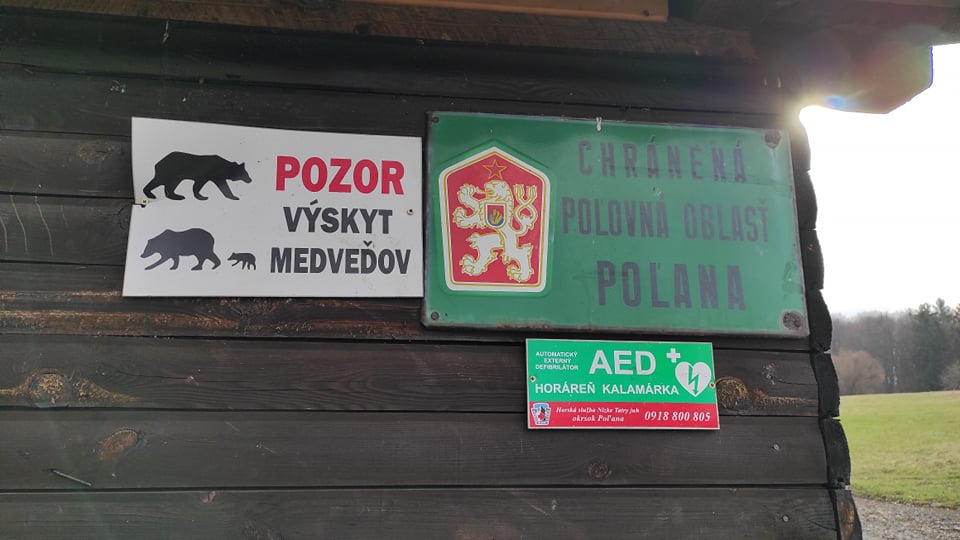 POZOR
VÝSKYT
MEDVEĎOV
CHRÁNENÁ
POĽOVNÁ OBLASŤ
POĽANA
AUTOMATICKÝ
EXTERNÝ
DEFIBRILÁTOR
AED
HORÁREŇ KALAMÁRKA
Horská služba Nízke Tatry juh
okrsok Poľana
0918 800 805